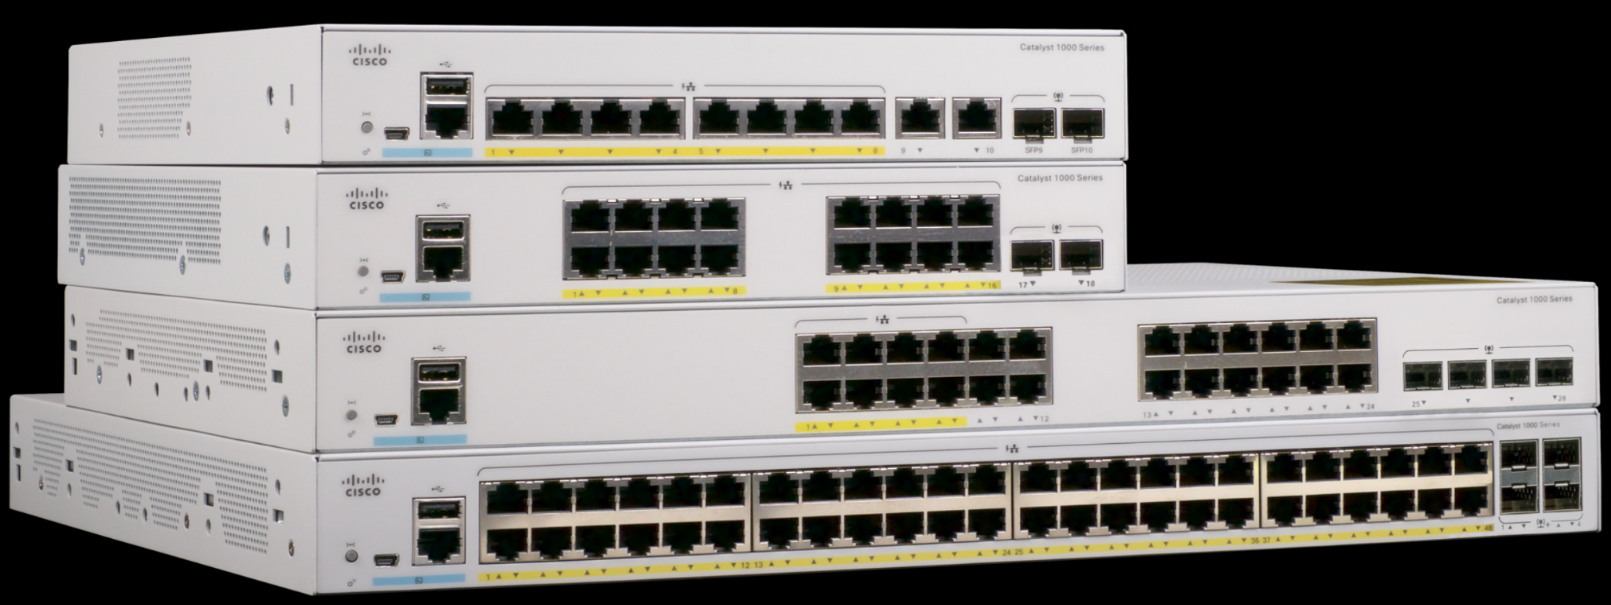 Catalyst 1000 Series
CISCO
1 4 5 8 9 10 SFP9 SFP10
Catalyst 1000 Series
CISCO
1 8 9 16 17 18
Catalyst 1000 Series
CISCO
1 12 13 24 25 28
Catalyst 1000 Series
CISCO
1 12 13 24 25 36 37 48 1 4